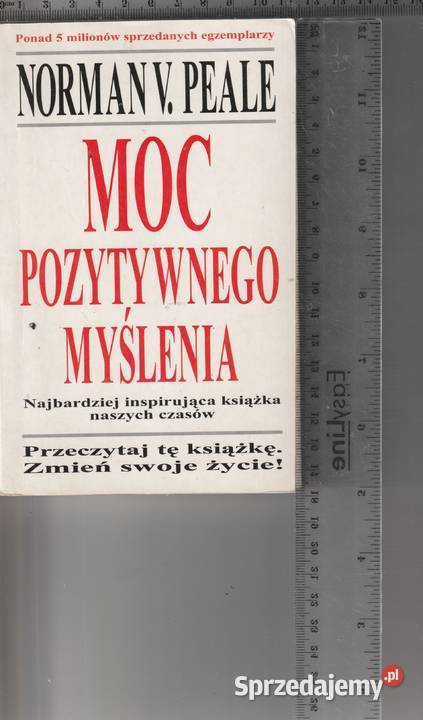 Ponad 5 milionów sprzedanych egzemplarzy
NORMAN V. PEALE
MOC
POZYTYWNEGO
MYŚLENIA
Najbardziej inspirująca książka
naszych czasów
Przeczytaj tę książkę.
Zmień swoje życie!
EasyLine
Sprzedajemy.pl